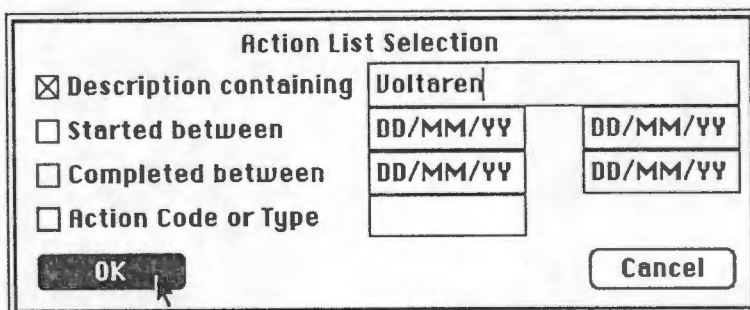 Action List Selection
Description containing Voltaren
Started between DD/MM/YY DD/MM/YY
Completed between DD/MM/YY DD/MM/YY
Action Code or Type
OK Cancel